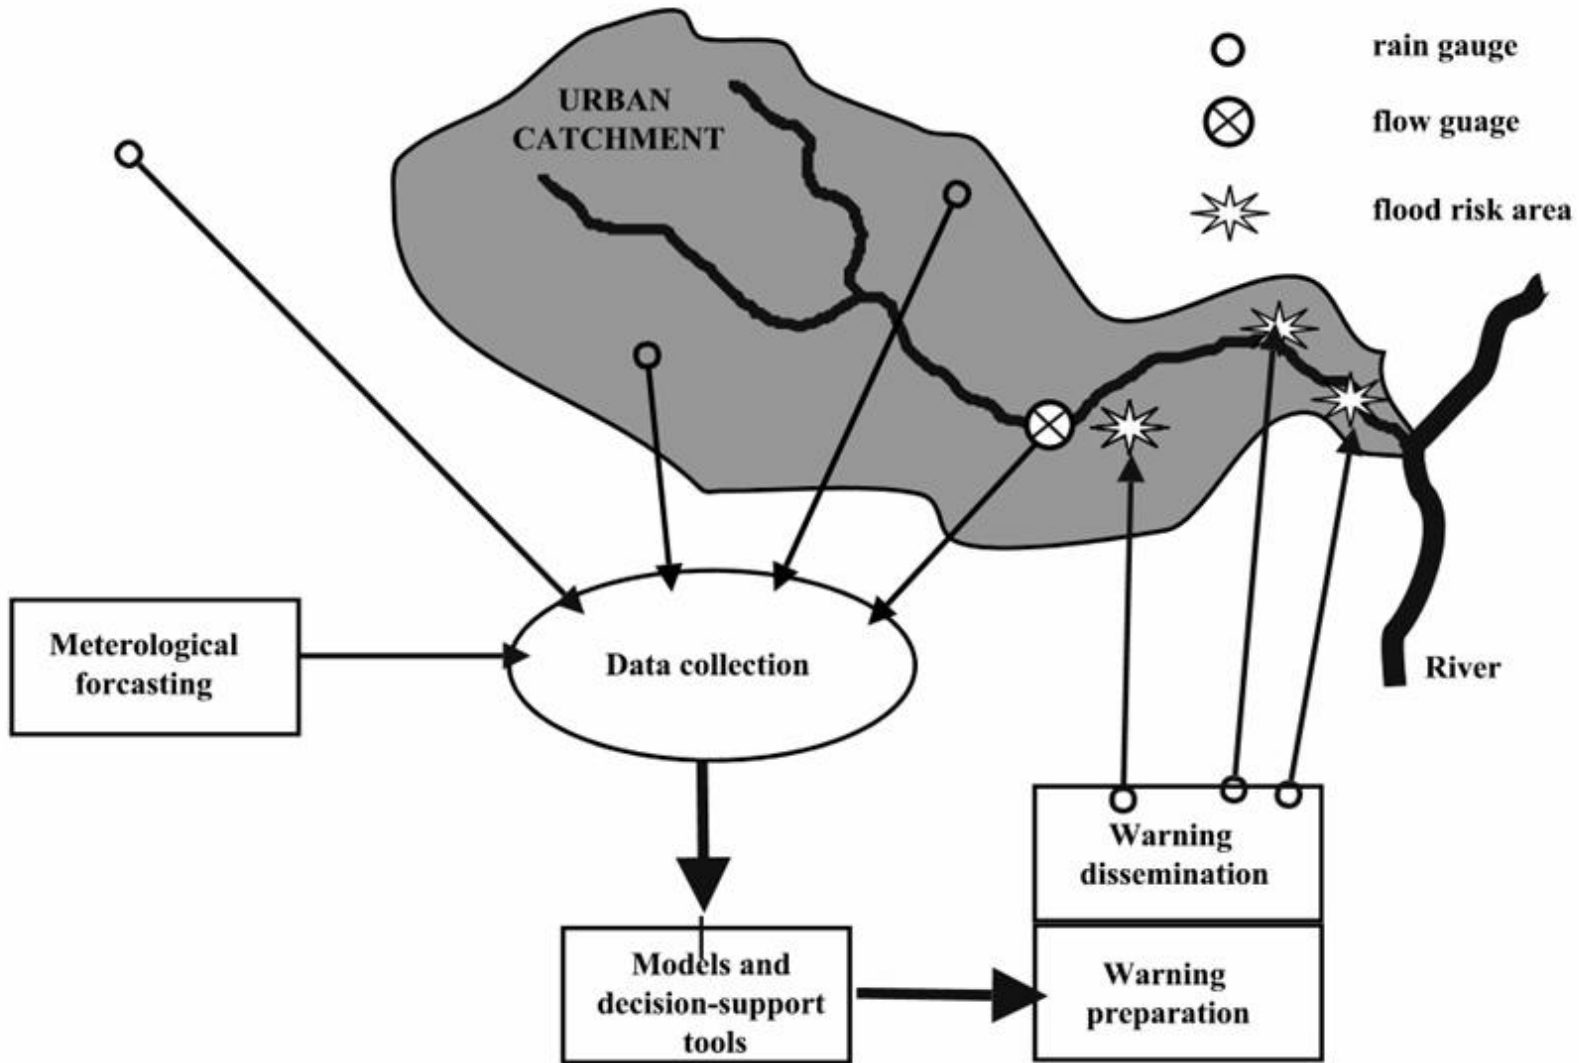 URBAN
CATCHMENT
rain gauge
flow guage
flood risk area
Meterological
forcasting
Data collection
River
Warning
dissemination
Models and
decision-support
tools
Warning
preparation